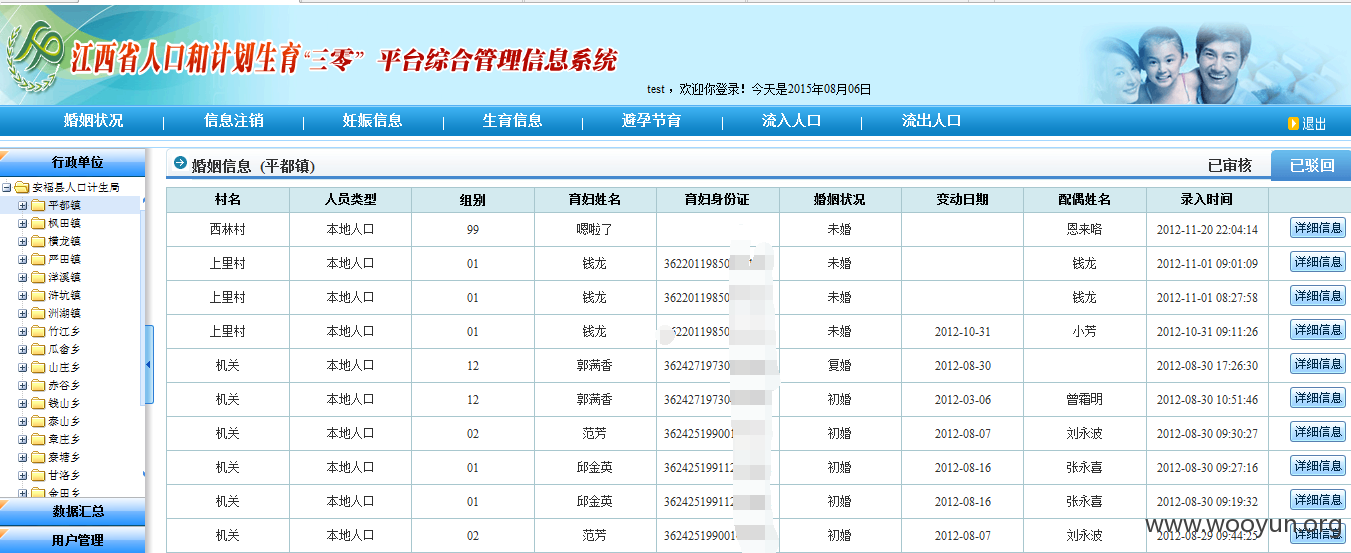 江西省人口和计划生育“三零”平台综合管理信息系统
test ，欢迎你登录！今天是2015年08月06日
婚姻状况 信息注销 妊娠信息 生育信息 避孕节育 流入人口 流出人口 退出
行政单位
安福县人口计生局
平都镇
枫田镇
横龙镇
严田镇
洋溪镇
浒坑镇
洲湖镇
竹江乡
瓜畲乡
山庄乡
赤谷乡
钱山乡
泰山乡
章庄乡
寮塘乡
甘洛乡
金田乡
数据汇总
用户管理
婚姻信息（平都镇） 已审核 已驳回
村名 人员类型 组别 育妇姓名 育妇身份证 婚姻状况 变动日期 配偶姓名 录入时间
西林村 本地人口 99 嗯啦了 未婚 恩来咯 2012-11-20 22:04:14 详细信息
上里村 本地人口 01 钱龙 36220119850 未婚 钱龙 2012-11-01 09:01:09 详细信息
上里村 本地人口 01 钱龙 36220119850 未婚 钱龙 2012-11-01 08:27:58 详细信息
上里村 本地人口 01 钱龙 6220119850 未婚 2012-10-31 小芳 2012-10-31 09:11:26 详细信息
机关 本地人口 12 郭满香 36242719730 复婚 2012-08-30 2012-08-30 17:26:30 详细信息
机关 本地人口 12 郭满香 36242719730 初婚 2012-03-06 曾霜明 2012-08-30 10:51:46 详细信息
机关 本地人口 02 范芳 362425199001 初婚 2012-08-07 刘永波 2012-08-30 09:30:27 详细信息
机关 本地人口 01 邱金英 362425199112 初婚 2012-08-16 张永喜 2012-08-30 09:27:16 详细信息
机关 本地人口 01 邱金英 362425199112 初婚 2012-08-16 张永喜 2012-08-30 09:19:32 详细信息
机关 本地人口 02 范芳 362425199001 初婚 2012-08-07 刘永波 2012-08-29 09:44:25 详细信息
www.wooyun.org